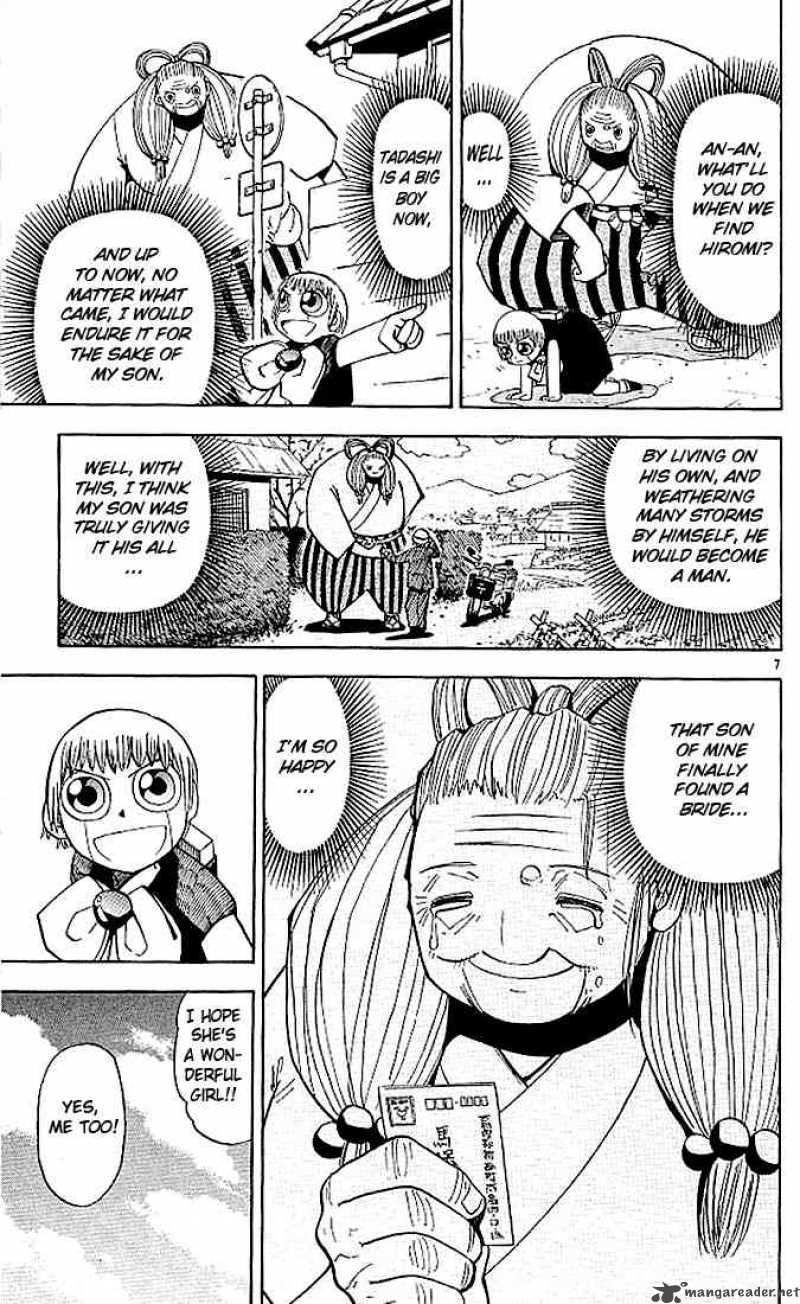 AN-AN,
WHAT'LL
YOU DO
WHEN WE
FIND
HIROMI?
WELL
...
TADASHI
IS A BIG
BOY
NOW,
AND UP
TO NOW, NO
MATTER WHAT
CAME, I WOULD
ENDURE IT FOR
THE SAKE OF
MY SON.
BY LIVING ON
HIS OWN, AND
WEATHERING
MANY STORMS
BY HIMSELF, HE
WOULD BECOME
A MAN.
WELL, WITH
THIS, I THINK
MY SON WAS
TRULY GIVING
IT HIS ALL
...
7
THAT SON
OF MINE
FINALLY
FOUND A
BRIDE...
I'M SO
HAPPY
...
I HOPE
SHE'S
A WON-
DERFUL
GIRL!!
YES,
ME TOO!
mangareader.net